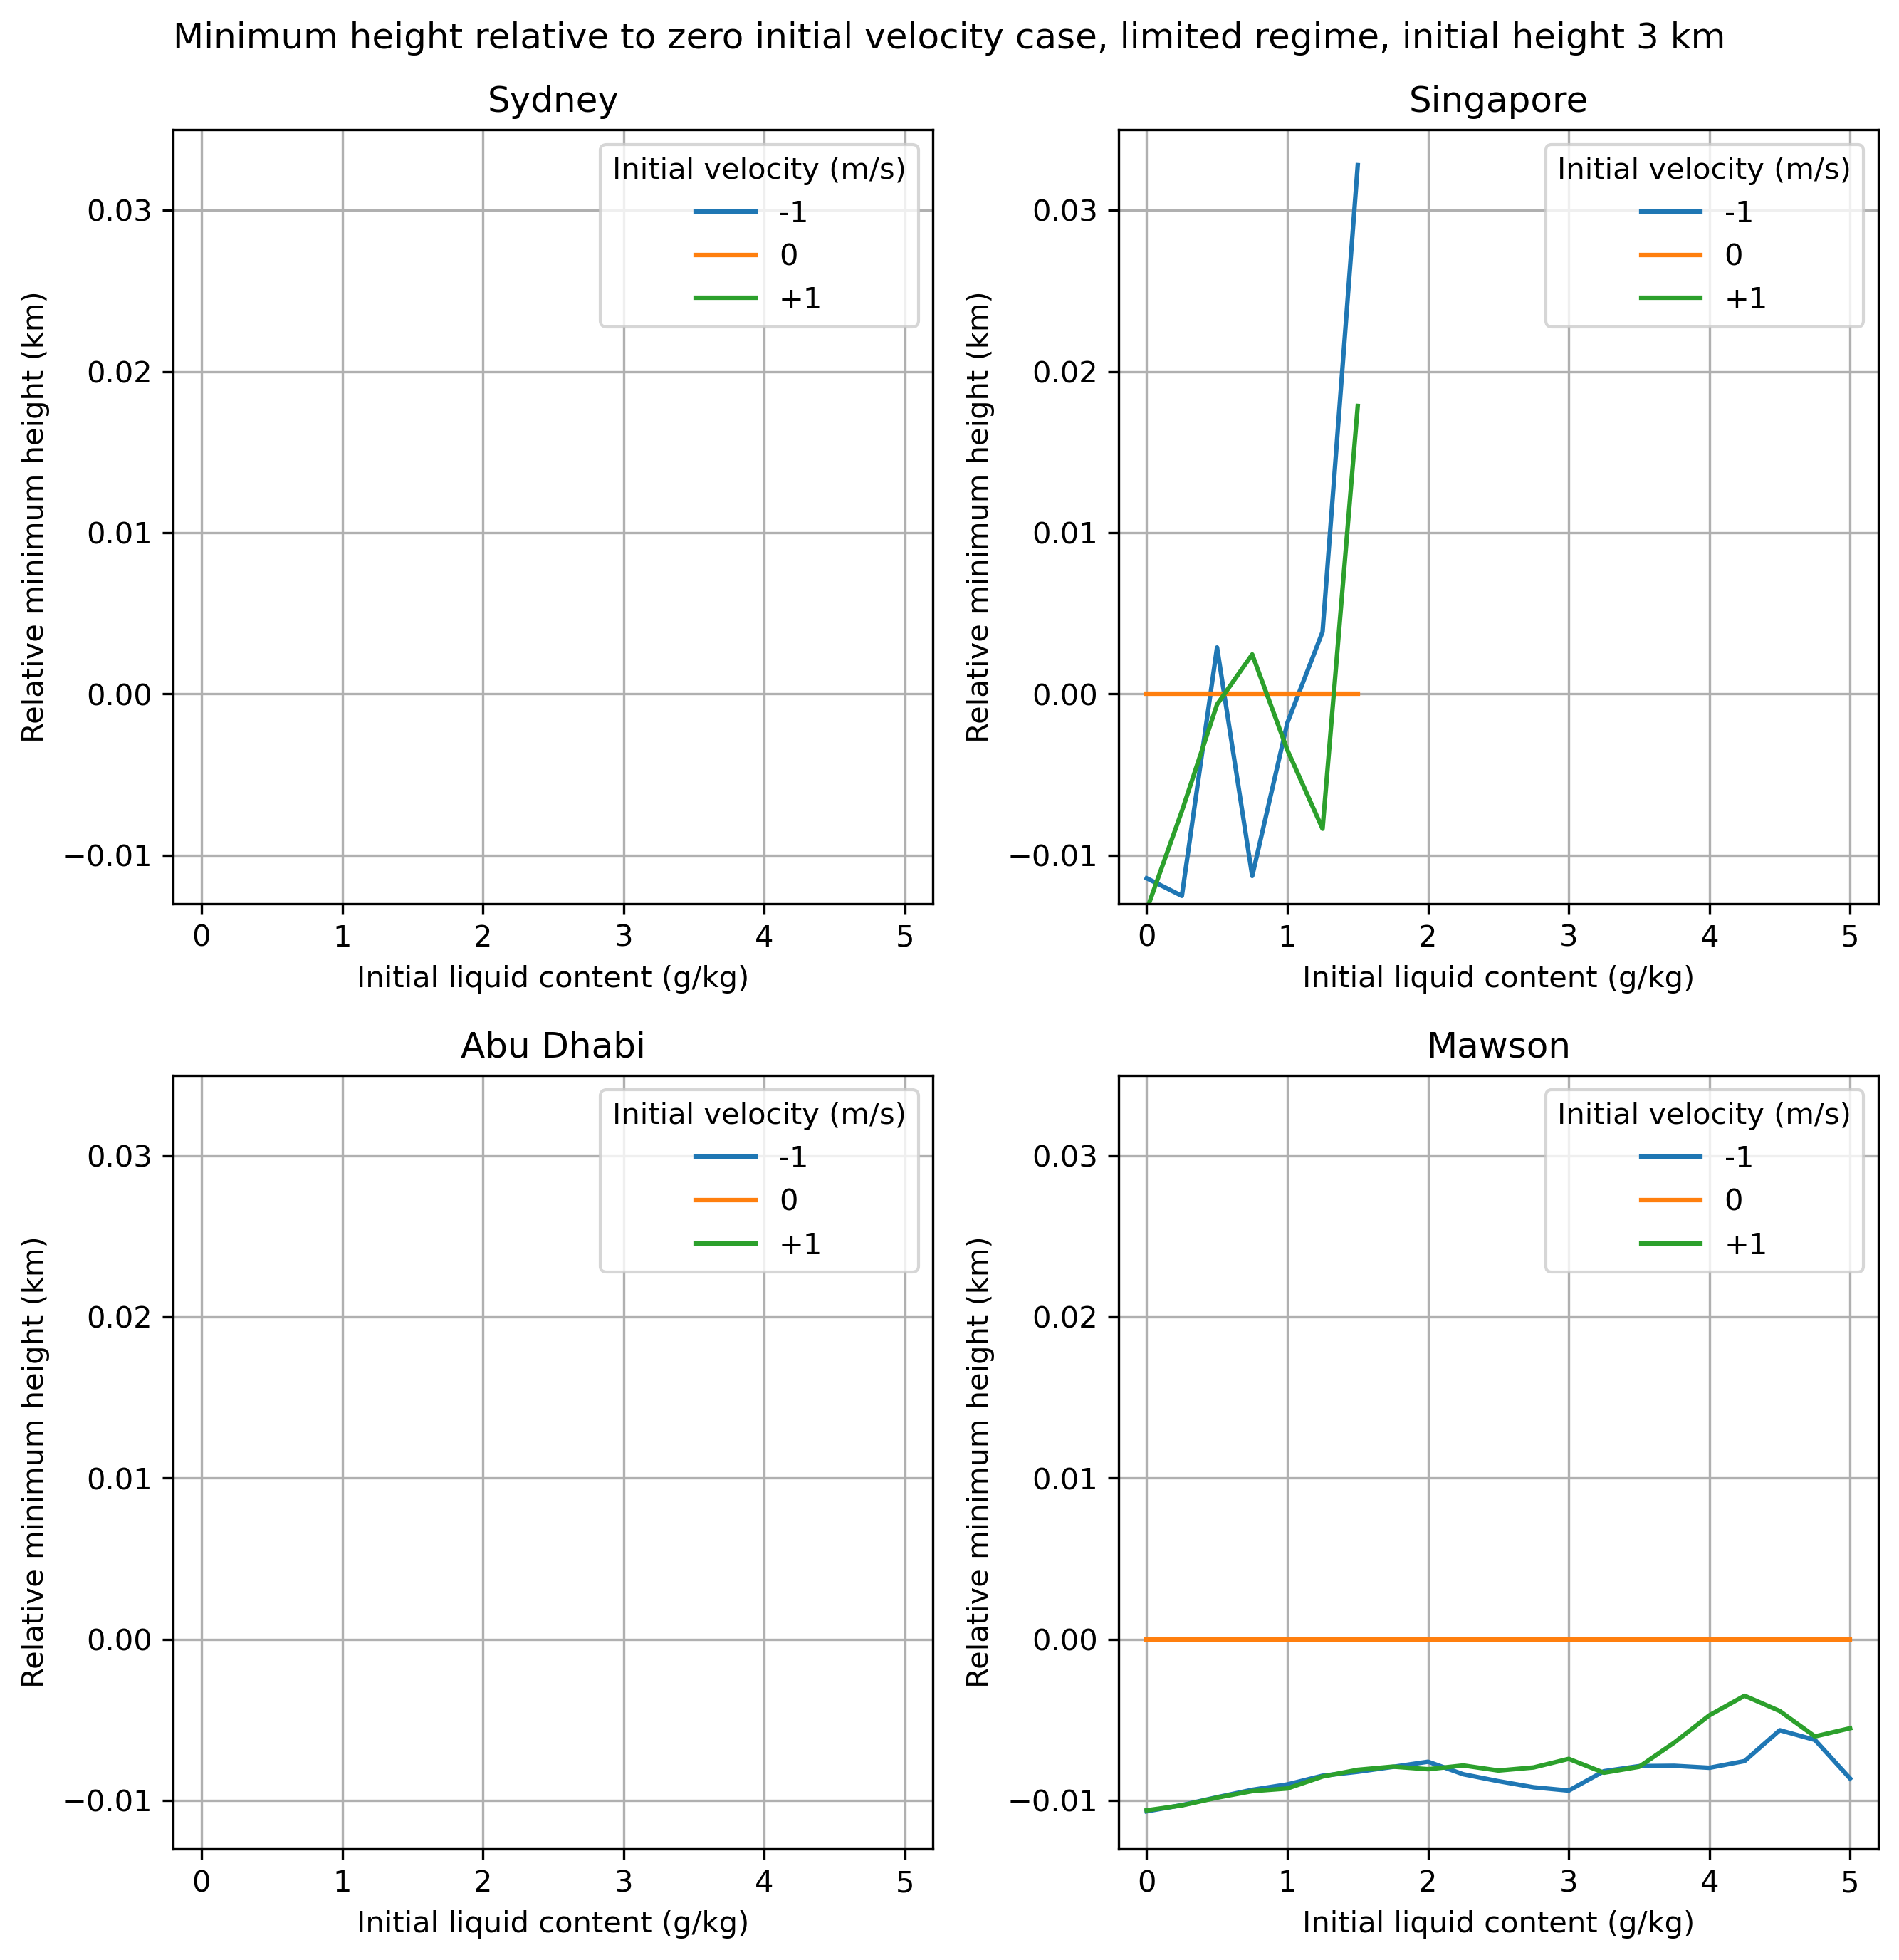 Minimum height relative to zero initial velocity case, limited regime, initial height 3 km
Sydney
Initial velocity (m/s)
-1
0
+1
0.03
0.02
0.01
0.00
−0.01
Relative minimum height (km)
0 1 2 3 4 5
Initial liquid content (g/kg)
Singapore
Initial velocity (m/s)
-1
0
+1
0.03
0.02
0.01
0.00
−0.01
Relative minimum height (km)
0 1 2 3 4 5
Initial liquid content (g/kg)
Abu Dhabi
Initial velocity (m/s)
-1
0
+1
0.03
0.02
0.01
0.00
−0.01
Relative minimum height (km)
0 1 2 3 4 5
Initial liquid content (g/kg)
Mawson
Initial velocity (m/s)
-1
0
+1
0.03
0.02
0.01
0.00
−0.01
Relative minimum height (km)
0 1 2 3 4 5
Initial liquid content (g/kg)